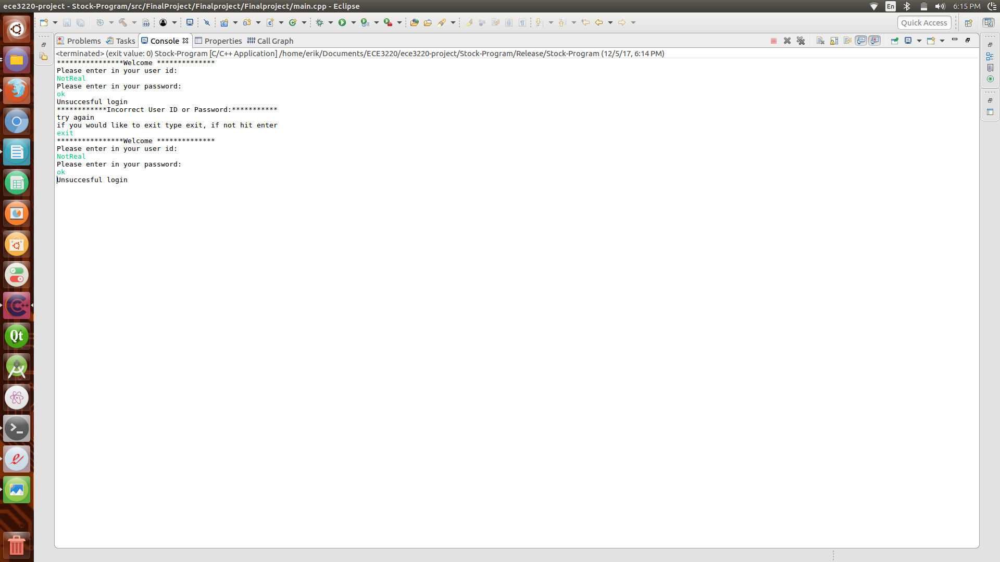 ece3220-project - Stock-Program/src/FinalProject/Finalproject/Finalproject/main.cpp - Eclipse
En
6:15 PM
Quick Access
Problems Tasks Console Properties Call Graph
<terminated> (exit value: 0) Stock-Program [C/C++ Application] /home/erik/Documents/ECE3220/ece3220-project/Stock-Program/Release/Stock-Program (12/5/17, 6:14 PM)
****************Welcome **************
Please enter in your user id:
NotReal
Please enter in your password:
ok
Unsuccesful login
************Incorrect User ID or Password:***********
try again
if you would like to exit type exit, if not hit enter
exit
****************Welcome **************
Please enter in your user id:
NotReal
Please enter in your password:
ok
Unsuccesful login
Qt